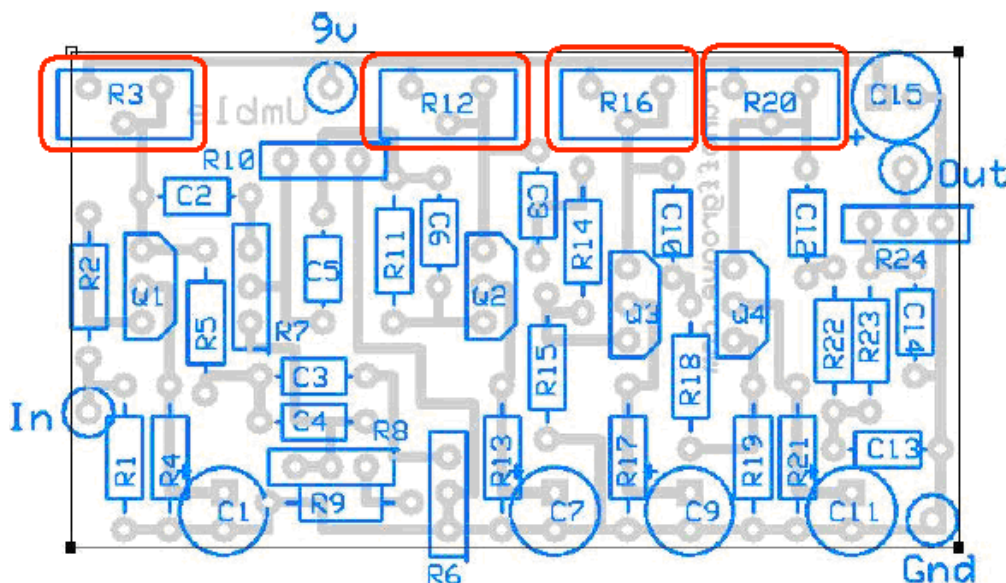 9v
R3
R12
R16
R20
C15
Umble
R10
Out
C2
C8
R2
Q1
R5
C5
R11
C6
Q2
R14
C10
C12
R24
R7
Q3
Q4
R22
R23
C14
R15
R18
C3
C4
In
R8
R1
R4
R13
R17
R19
R21
C13
C1
R9
C7
C9
C11
R6
Gnd